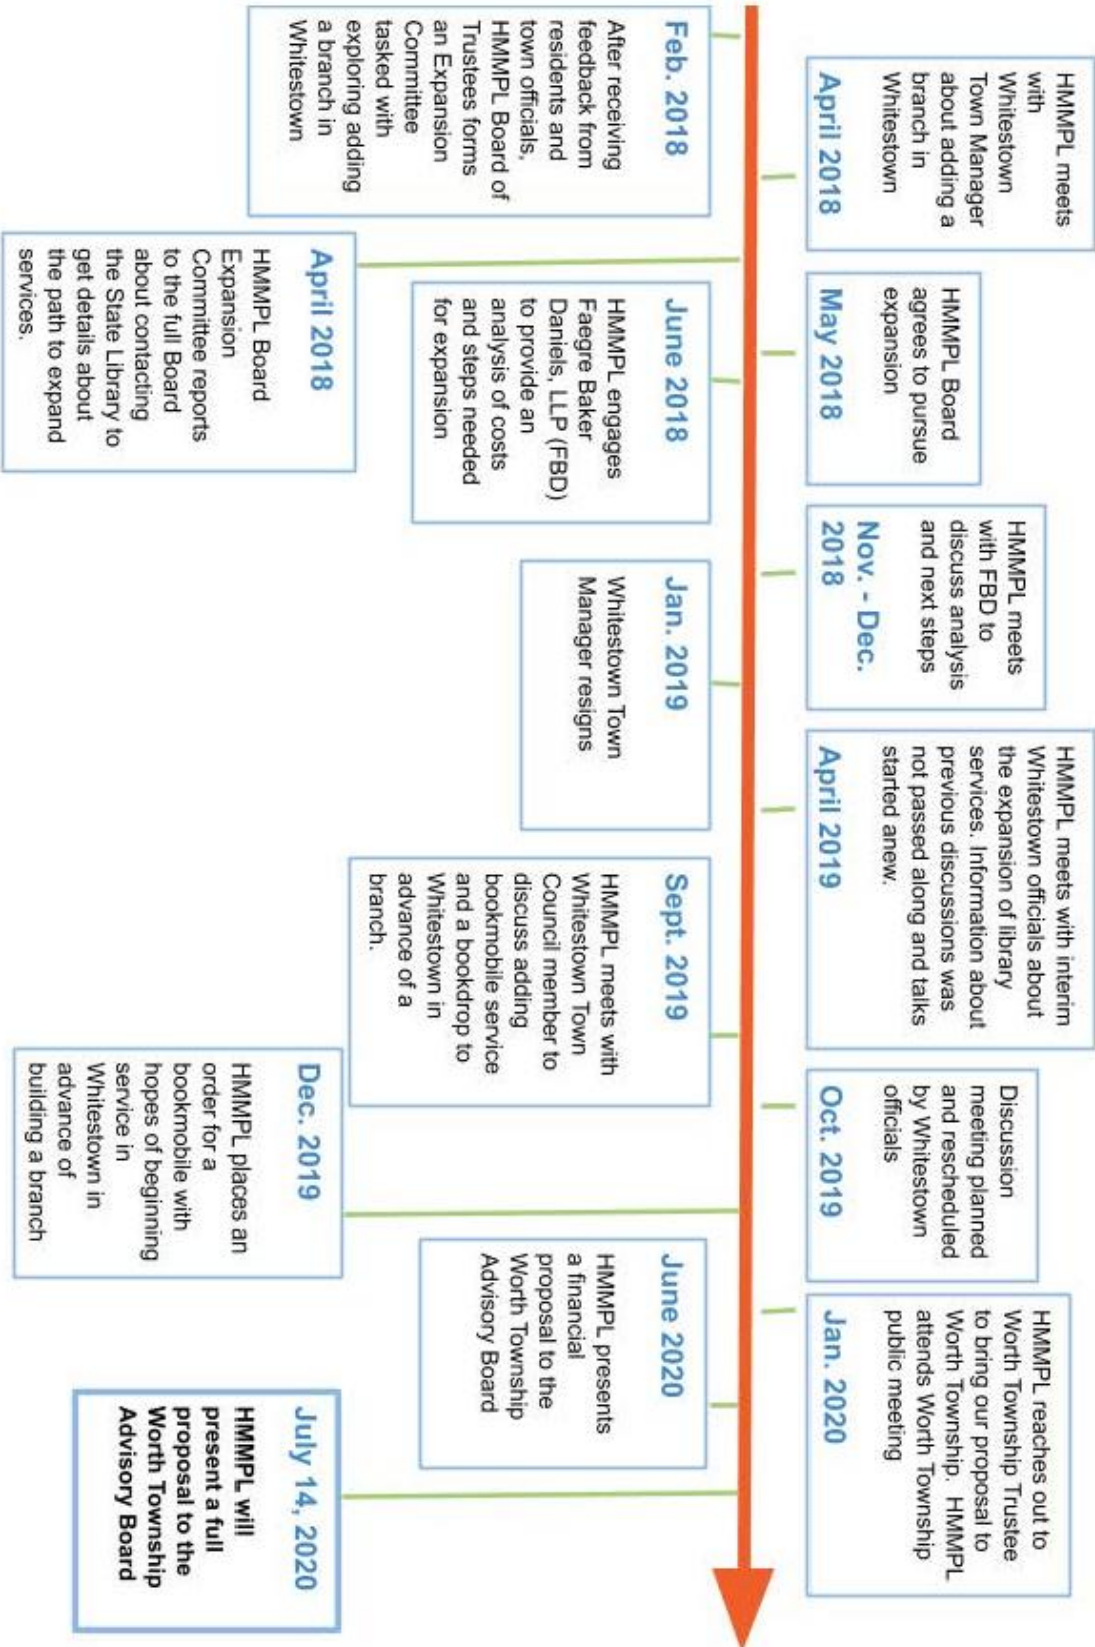 HMMPL meets
with
Whitestown
Town Manager
about adding a
branch in
Whitestown
April 2018
HMMPL Board
agrees to pursue
expansion
May 2018
HMMPL meets
with FBD to
discuss analysis
and next steps
Nov. - Dec.
2018
HMMPL meets with interim
Whitestown officials about
the expansion of library
services. Information about
previous discussions was
not passed along and talks
started anew.
April 2019
Discussion
meeting planned
and rescheduled
by Whitestown
officials
Oct. 2019
HMMPL reaches out to
Worth Township Trustee
to bring our proposal to
Worth Township. HMMPL
attends Worth Township
public meeting
Jan. 2020
Feb. 2018
After receiving
feedback from
residents and
town officials,
HMMPL Board of
Trustees forms
an Expansion
Committee
tasked with
exploring adding
a branch in
Whitestown
April 2018
HMMPL Board
Expansion
Committee reports
to the full Board
about contacting
the State Library to
get details about
the path to expand
services.
June 2018
HMMPL engages
Faegre Baker
Daniels, LLP (FBD)
to provide an
analysis of costs
and steps needed
for expansion
Jan. 2019
Whitestown Town
Manager resigns
Sept. 2019
HMMPL meets with
Whitestown Town
Council member to
discuss adding
bookmobile service
and a bookdrop to
Whitestown in
advance of a
branch.
Dec. 2019
HMMPL places an
order for a
bookmobile with
hopes of beginning
service in
Whitestown in
advance of
building a branch
June 2020
HMMPL presents
a financial
proposal to the
Worth Township
Advisory Board
July 14, 2020
HMMPL will
present a full
proposal to the
Worth Township
Advisory Board